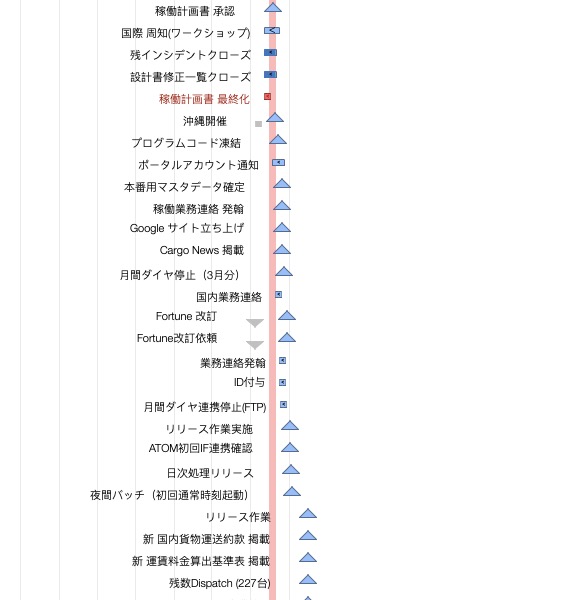 稼働計画書 承認
国際 周知(ワークショップ)
残インシデントクローズ
設計書修正一覧クローズ
稼働計画書 最終化
沖縄開催
プログラムコード凍結
ポータルアカウント通知
本番用マスタデータ確定
稼働業務連絡 発翰
Google サイト立ち上げ
Cargo News 掲載
月間ダイヤ停止（3月分）
国内業務連絡
Fortune 改訂
Fortune改訂依頼
業務連絡発翰
ID付与
月間ダイヤ連携停止(FTP)
リリース作業実施
ATOM初回IF連携確認
日次処理リリース
夜間バッチ（初回通常時刻起動）
リリース作業
新 国内貨物運送約款 掲載
新 運賃料金算出基準表 掲載
残数Dispatch (227台)